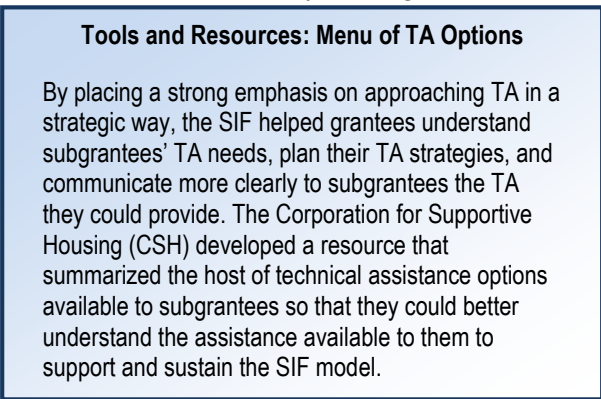 Tools and Resources: Menu of TA Options
By placing a strong emphasis on approaching TA in a
strategic way, the SIF helped grantees understand
subgrantees’ TA needs, plan their TA strategies, and
communicate more clearly to subgrantees the TA
they could provide. The Corporation for Supportive
Housing (CSH) developed a resource that
summarized the host of technical assistance options
available to subgrantees so that they could better
understand the assistance available to them to
support and sustain the SIF model.